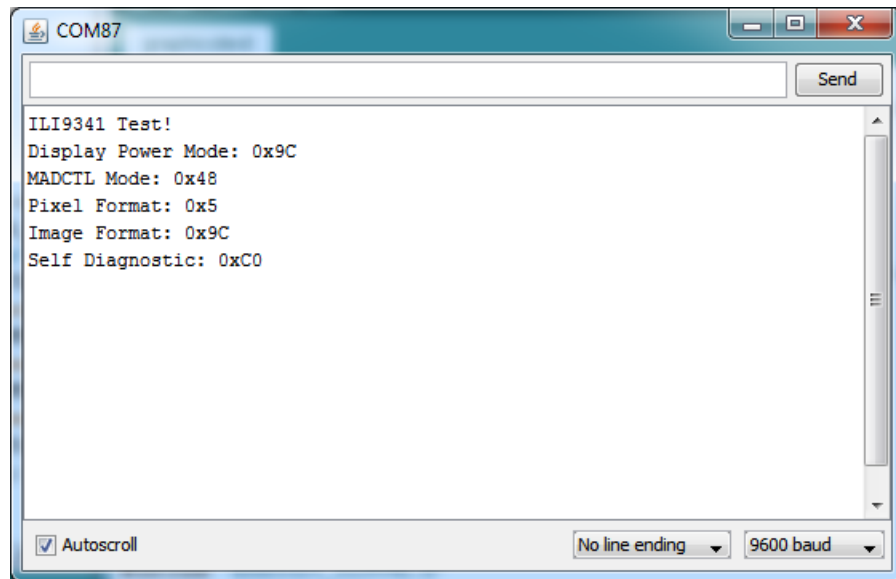 COM87
Send
ILI9341 Test!
Display Power Mode: 0x9C
MADCTL Mode: 0x48
Pixel Format: 0x5
Image Format: 0x9C
Self Diagnostic: 0xC0
Autoscroll
No line ending
9600 baud